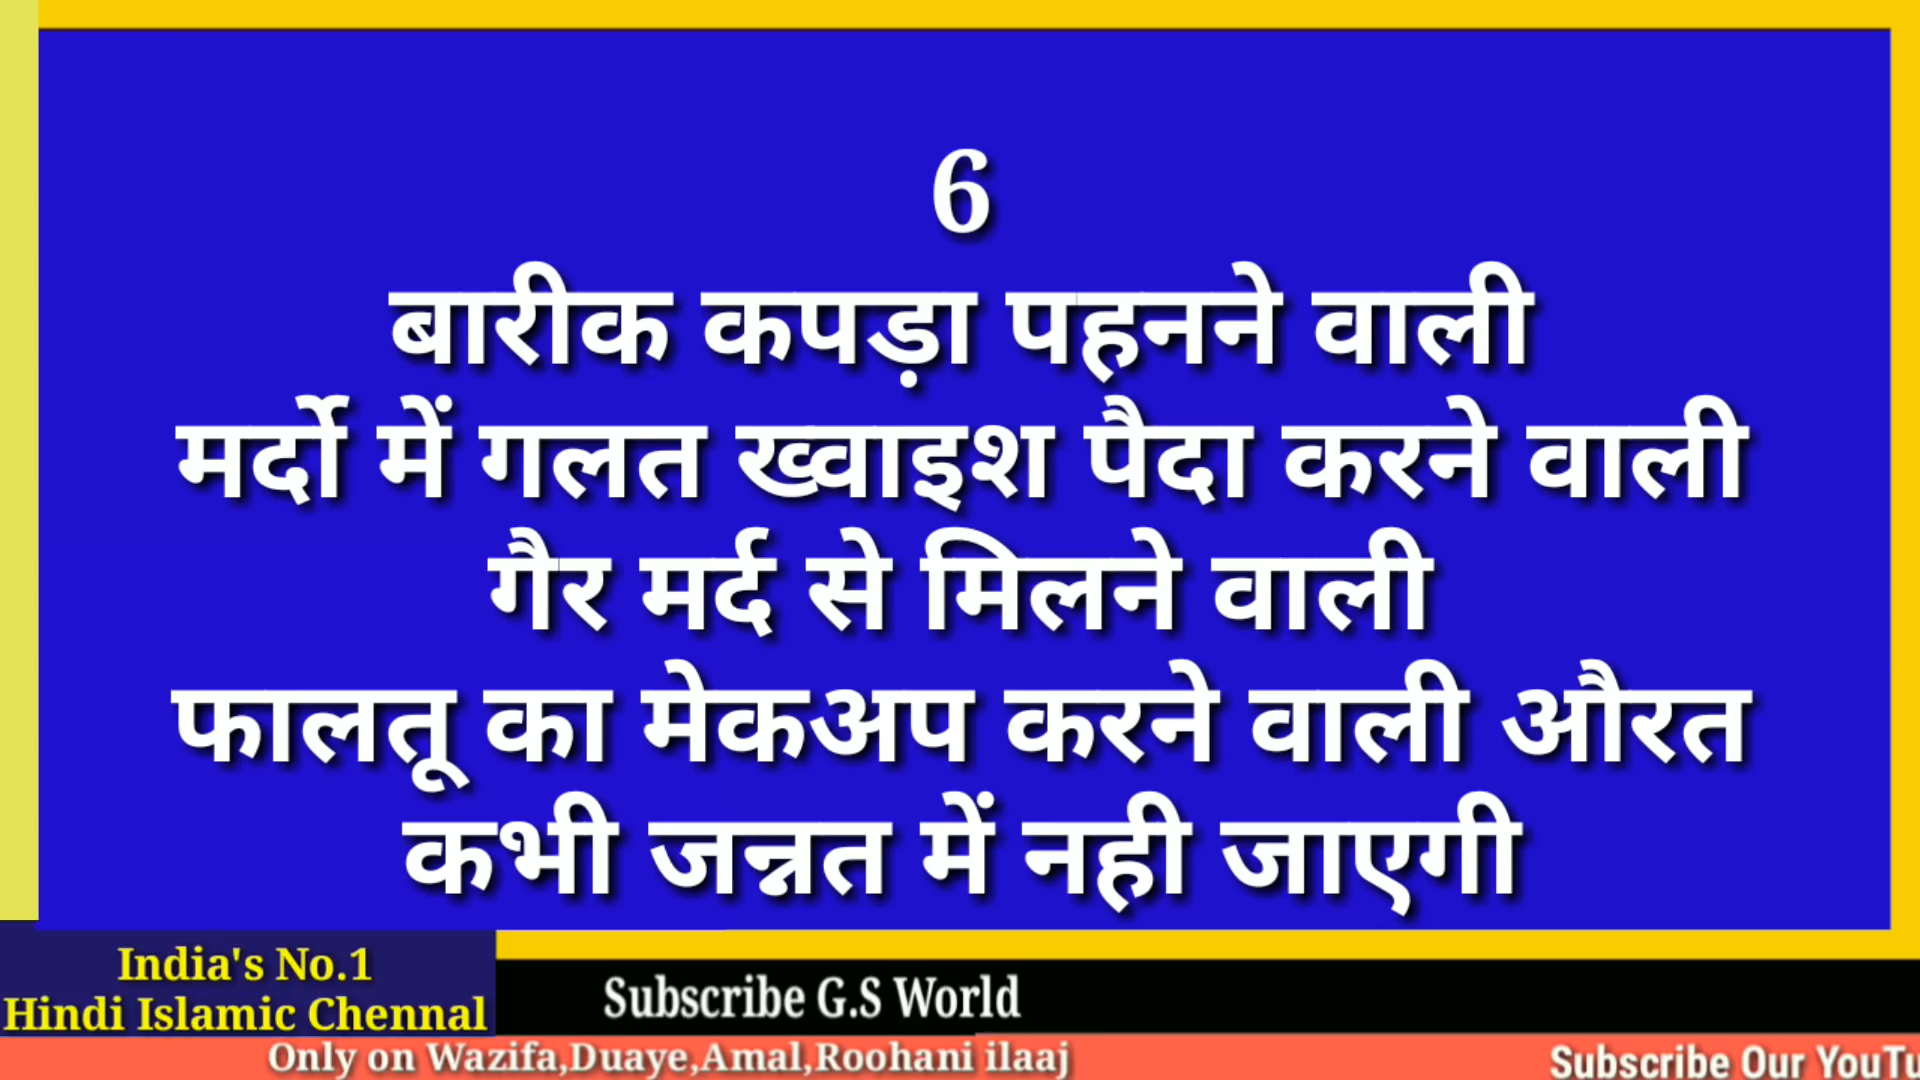 6
बारीक कपड़ा पहनने वाली
मर्दो में गलत ख्वाइश पैदा करने वाली
गैर मर्द से मिलने वाली
फालतू का मेकअप करने वाली औरत
कभी जन्नत में नही जाएगी
India's No.1
Hindi Islamic Chennal
Subscribe G.S World
Only on Wazifa,Duaye,Amal,Roohani ilaaj
Subscribe Our YouTu